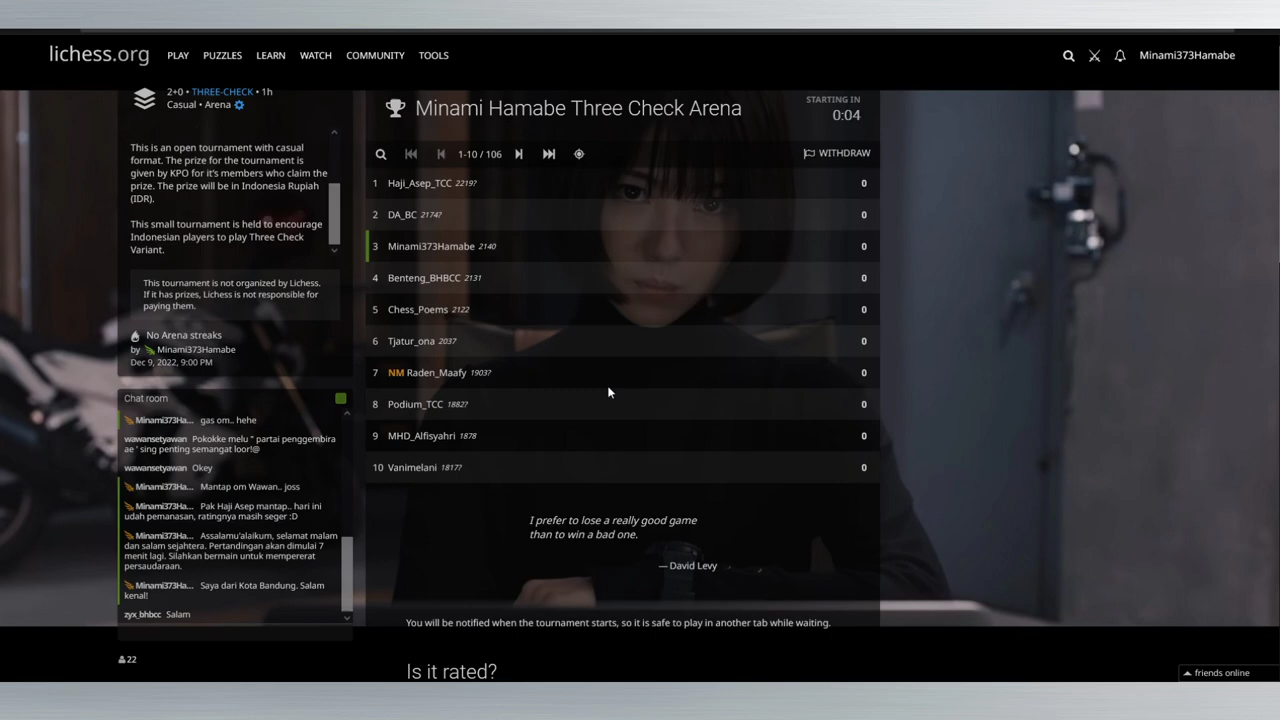 lichess.org PLAY PUZZLES LEARN WATCH COMMUNITY TOOLS Minami373Hamabe
2+0 • THREE-CHECK • 1h
Casual • Arena
This is an open tournament with casual
format. The prize for the tournament is
given by KPO for it's members who claim the
prize. The prize will be in Indonesia Rupiah
(IDR).
This small tournament is held to encourage
Indonesian players to play Three Check
Variant.
This tournament is not organized by Lichess.
If it has prizes, Lichess is not responsible for
paying them.
No Arena streaks
by Minami373Hamabe
Dec 9, 2022, 9:00 PM
Chat room
Minami373Ha... gas om.. hehe
wawansetyawan Pokokke melu " partai penggembira
ae ' sing penting semangat loor!@
wawansetyawan Okey
Minami373Ha... Mantap om Wawan.. joss
Minami373Ha... Pak Haji Asep mantap.. hari ini
udah pemanasan, ratingnya masih seger :D
Minami373Ha... Assalamu'alaikum, selamat malam
dan salam sejahtera. Pertandingan akan dimulai 7
menit lagi. Silahkan bermain untuk mempererat
persaudaraan.
Minami373Ha... Saya dari Kota Bandung. Salam
kenal!
zyx_bhbcc Salam
22
Minami Hamabe Three Check Arena
STARTING IN
0:04
1-10 / 106 WITHDRAW
1 Haji_Asep_TCC 2219? 0
2 DA_BC 2174? 0
3 Minami373Hamabe 2140 0
4 Benteng_BHBCC 2131 0
5 Chess_Poems 2122 0
6 Tjatur_ona 2037 0
7 NM Raden_Maafy 1903? 0
8 Podium_TCC 1882? 0
9 MHD_Alfisyahri 1878 0
10 Vanimelani 1817? 0
I prefer to lose a really good game
than to win a bad one.
— David Levy
You will be notified when the tournament starts, so it is safe to play in another tab while waiting.
Is it rated?
friends online